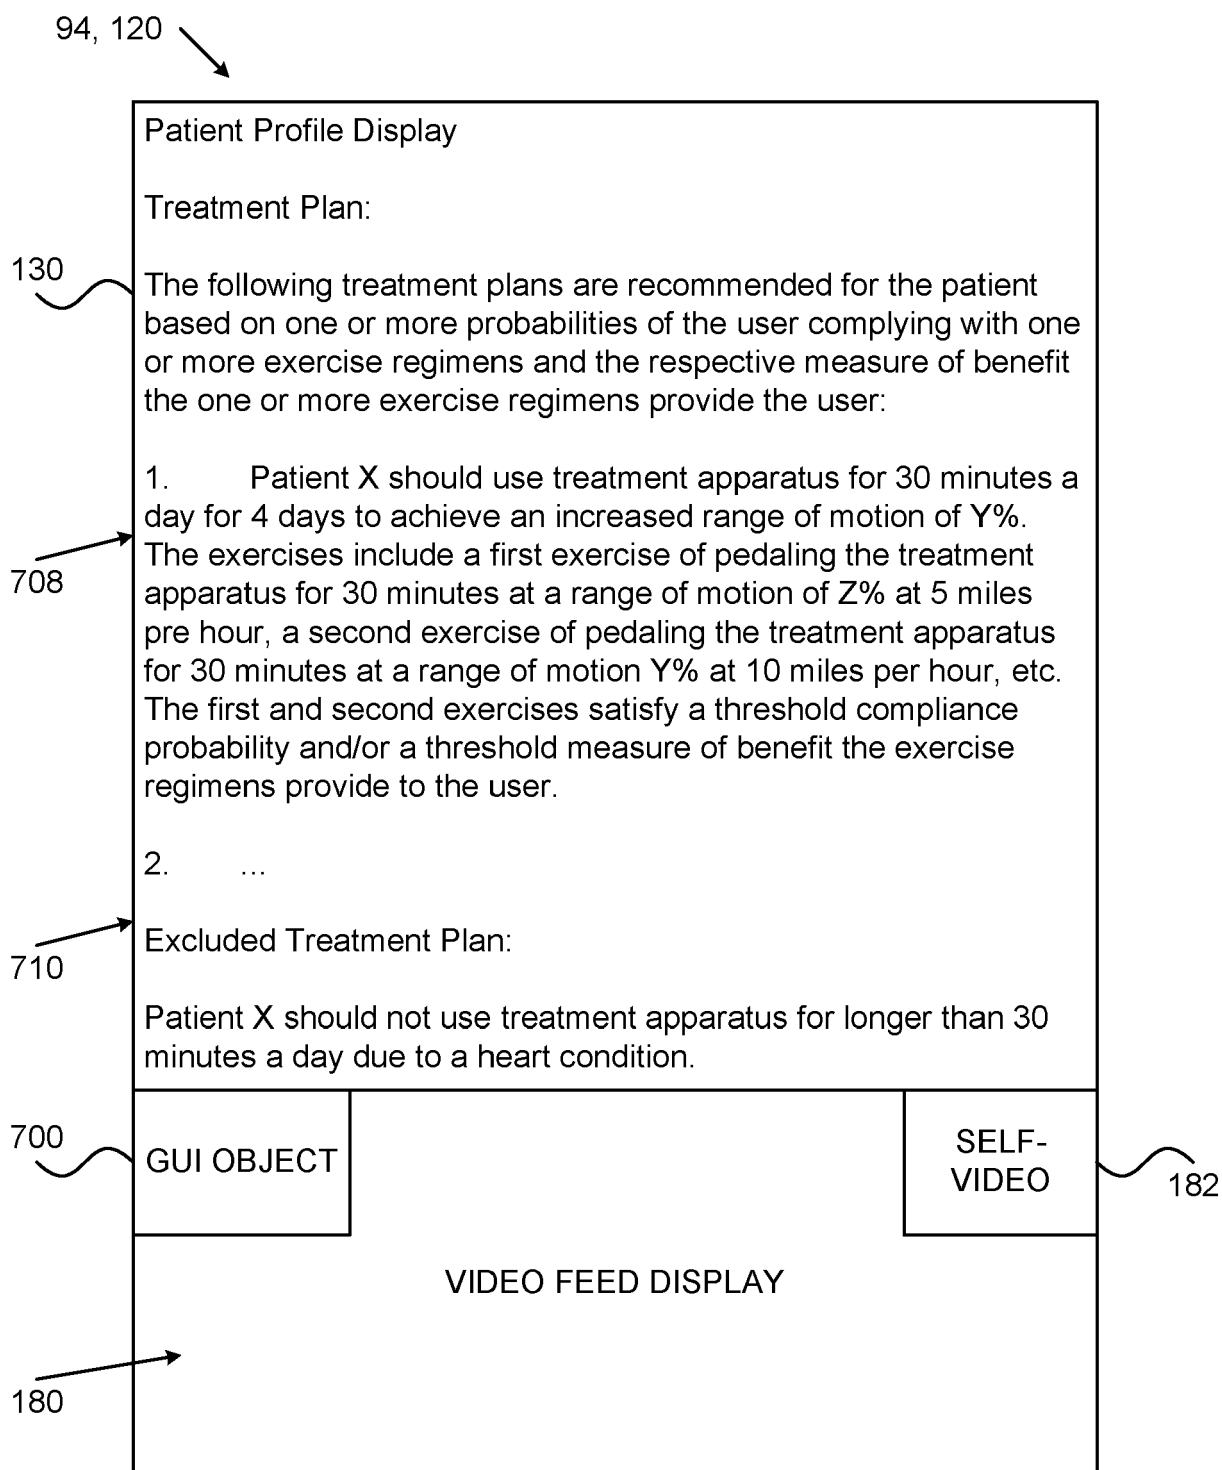 94, 120
Patient Profile Display
Treatment Plan:
130
The following treatment plans are recommended for the patient
based on one or more probabilities of the user complying with one
or more exercise regimens and the respective measure of benefit
the one or more exercise regimens provide the user:
1. Patient X should use treatment apparatus for 30 minutes a
day for 4 days to achieve an increased range of motion of Y%.
The exercises include a first exercise of pedaling the treatment
708
apparatus for 30 minutes at a range of motion of Z% at 5 miles
pre hour, a second exercise of pedaling the treatment apparatus
for 30 minutes at a range of motion Y% at 10 miles per hour, etc.
The first and second exercises satisfy a threshold compliance
probability and/or a threshold measure of benefit the exercise
regimens provide to the user.
2. ...
Excluded Treatment Plan:
710
Patient X should not use treatment apparatus for longer than 30
minutes a day due to a heart condition.
700
GUI OBJECT
SELF-
VIDEO
182
VIDEO FEED DISPLAY
180